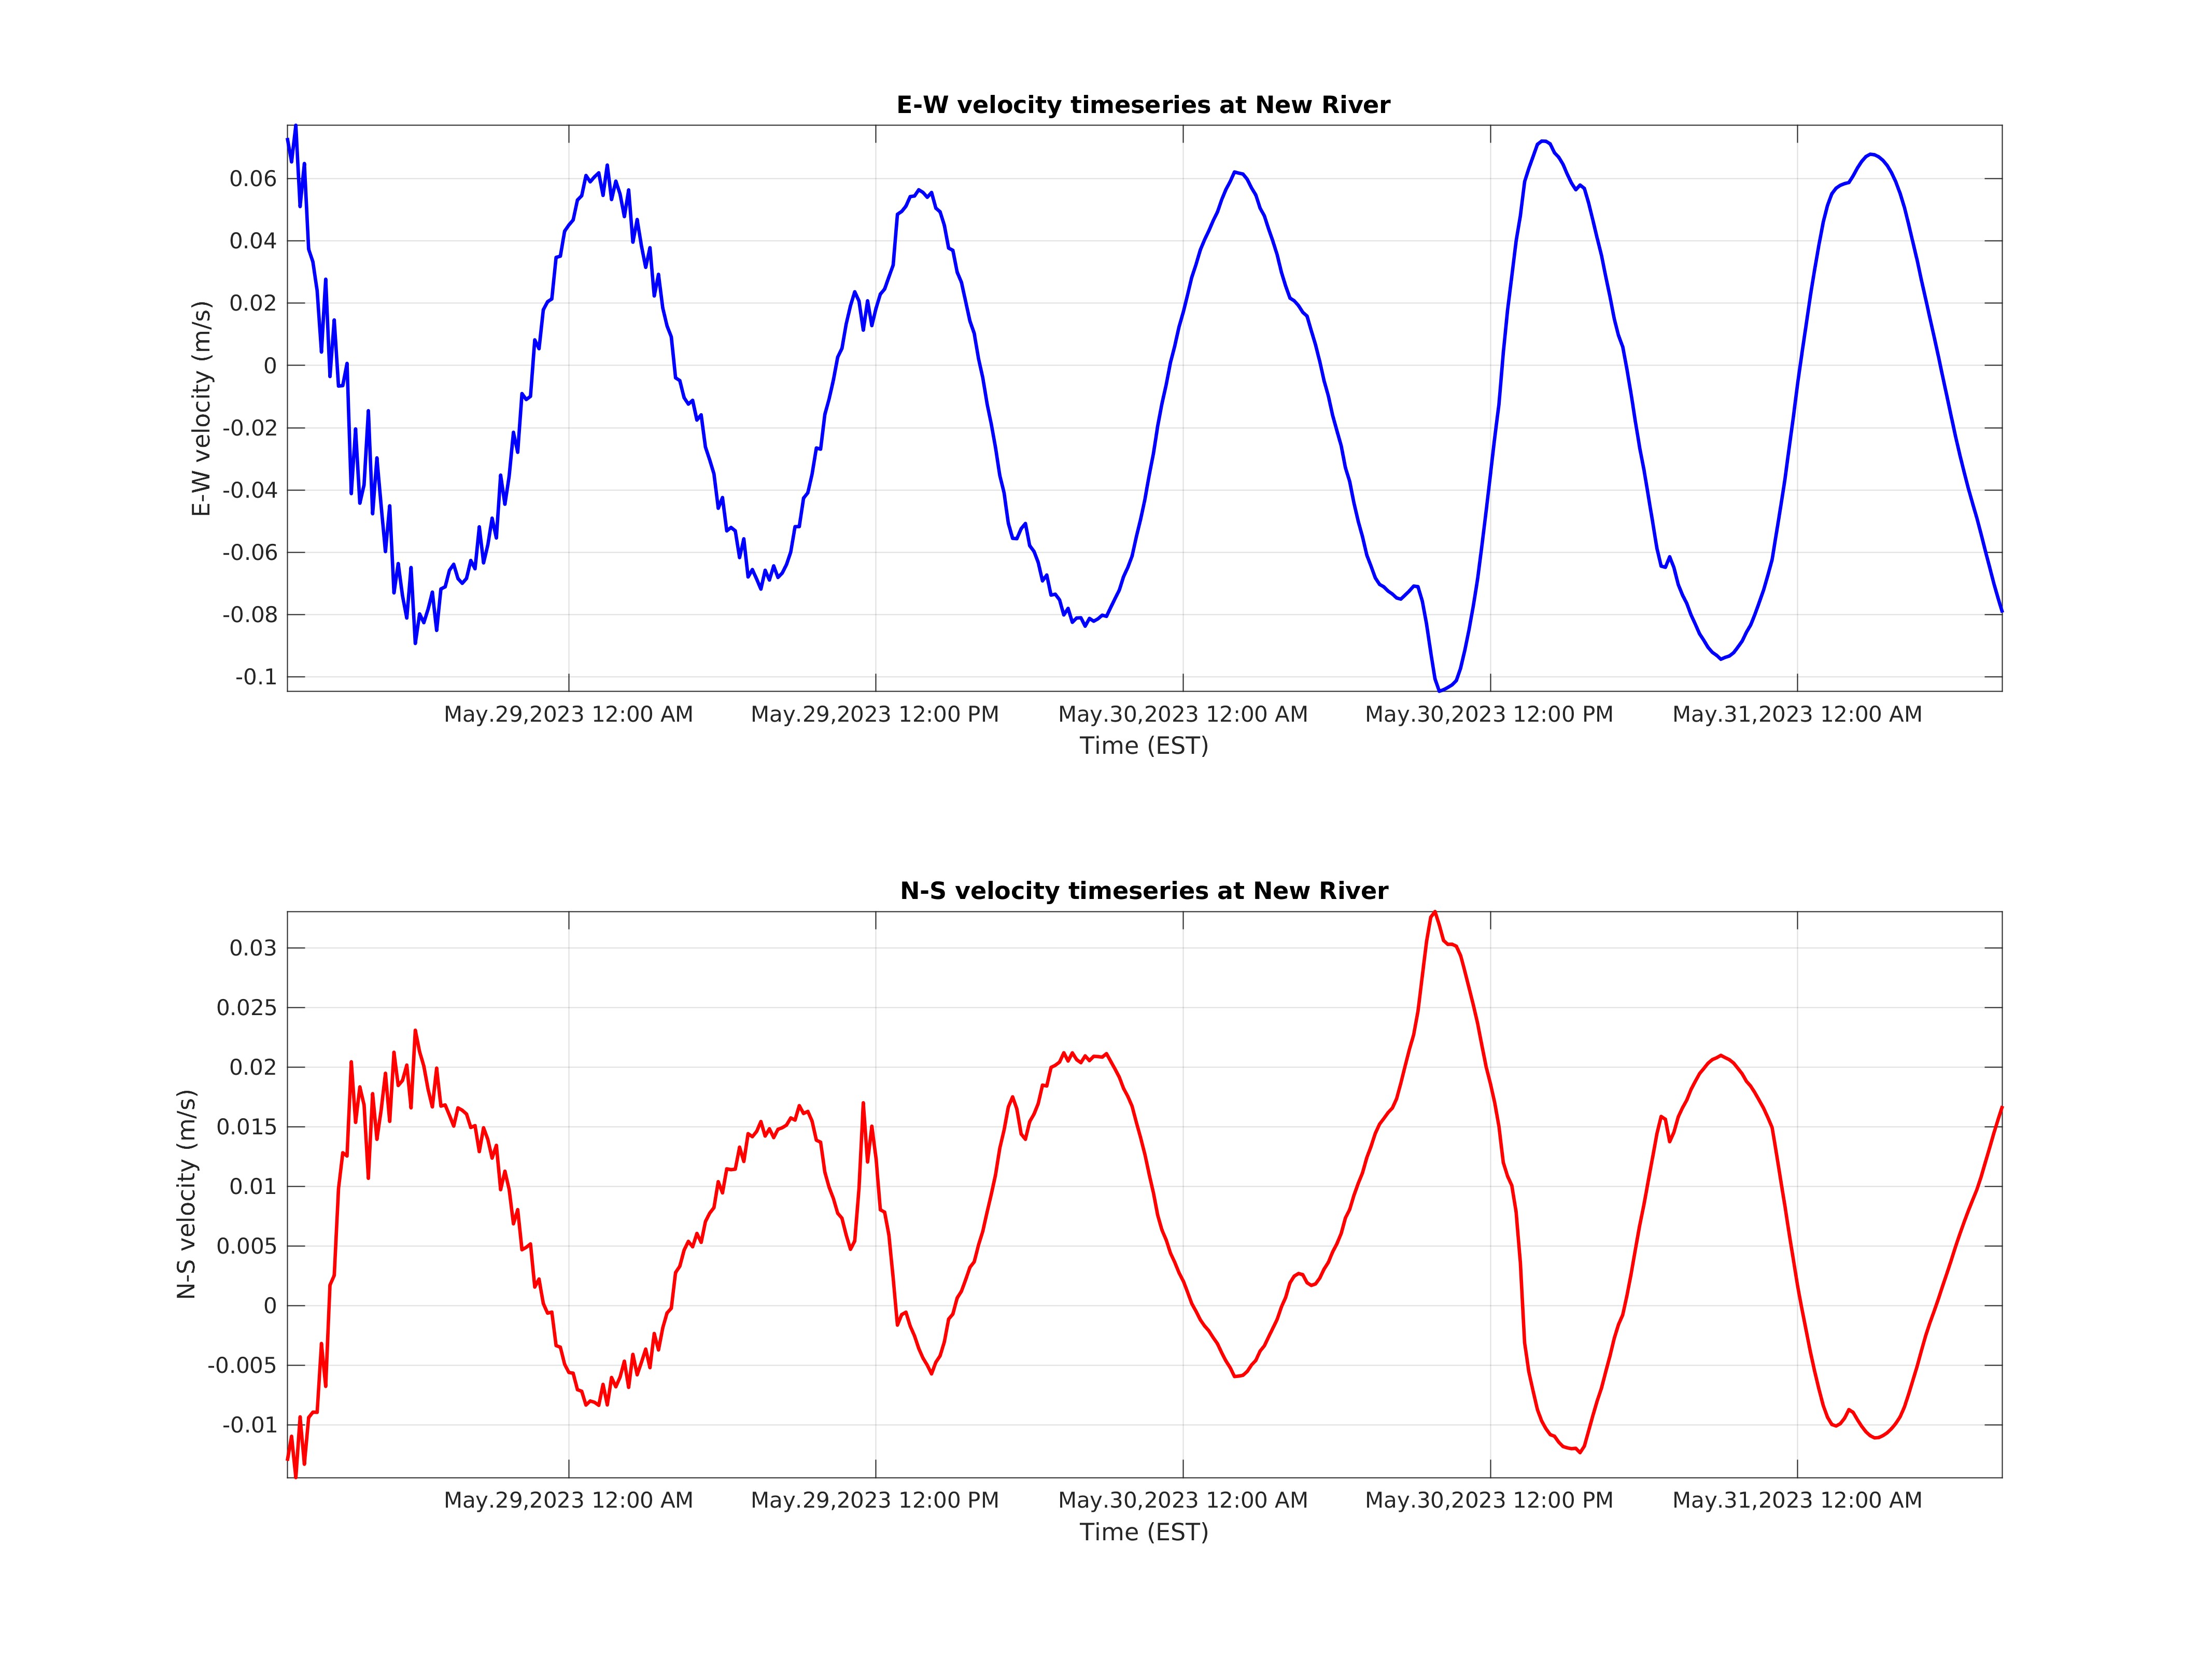 E-W velocity timeseries at New River
E-W velocity (m/s)
0.06
0.04
0.02
0
-0.02
-0.04
-0.06
-0.08
-0.1
May.29,2023 12:00 AM May.29,2023 12:00 PM May.30,2023 12:00 AM May.30,2023 12:00 PM May.31,2023 12:00 AM
Time (EST)
N-S velocity timeseries at New River
N-S velocity (m/s)
0.03
0.025
0.02
0.015
0.01
0.005
0
-0.005
-0.01
May.29,2023 12:00 AM May.29,2023 12:00 PM May.30,2023 12:00 AM May.30,2023 12:00 PM May.31,2023 12:00 AM
Time (EST)